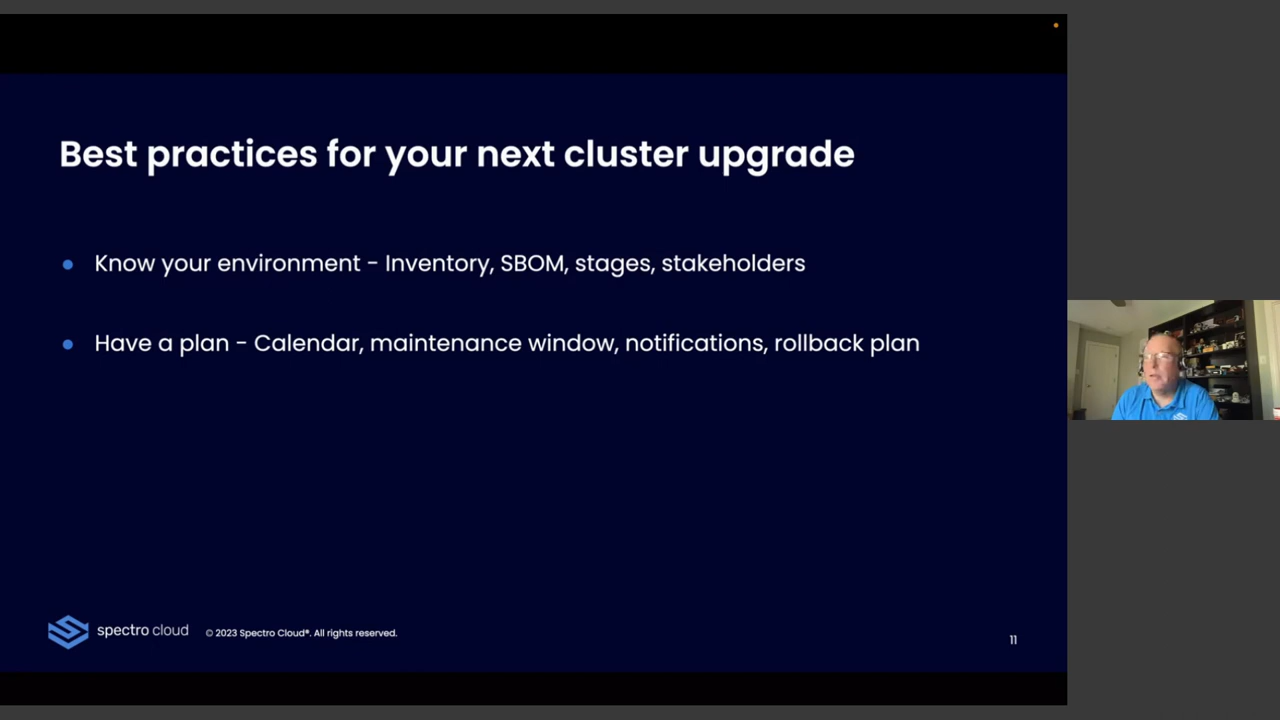 Best practices for your next cluster upgrade
Know your environment - Inventory, SBOM, stages, stakeholders
Have a plan - Calendar, maintenance window, notifications, rollback plan
spectro cloud
© 2023 Spectro Cloud®. All rights reserved.
11